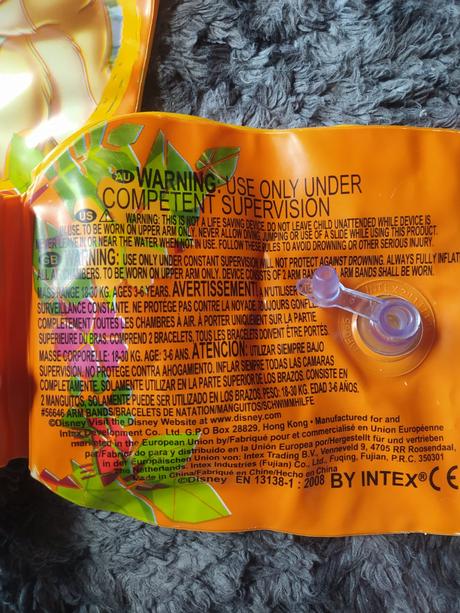 AU WARNING- USE ONLY UNDER
COMPETENT SUPERVISION
US WARNING: THIS IS NOT A LIFE SAVING DEVICE. DO NOT LEAVE CHILD UNATTENDED WHILE DEVICE IS
IN USE. TO BE WORN ON UPPER ARM ONLY. NEVER ALLOW DIVING, JUMPING OR USE OF A SLIDE WHILE USING THIS PRODUCT.
NEVER LEAVE IN OR NEAR THE WATER WHEN NOT IN USE. FOLLOW THESE RULES TO AVOID DROWNING OR OTHER SERIOUS INJURY.
GB WARNING: USE ONLY UNDER CONSTANT SUPERVISION. NOT PROTECT AGAINST DROWNING. ALWAYS FULLY INFLAT
ALL AIR CHAMBERS. TO BE WORN ON UPPER ARM ONLY. DEVICE CONSISTS OF 2 ARM BANDS. ARM BANDS SHALL BE WORN
MASS RANGE 18-30 KG. AGES 3-6 YEARS. AVERTISSEMENT: N'UTILISER
SURVEILLANCE CONSTANTE. NE PROTÉGE PAS CONTRE LA NOYADE. TOUJOURS GONFLE
COMPLETEMENT TOUTES LES CHAMBRES À AIR. À PORTER UNIQUEMENT SUR LA PARTIE
SUPÉRIEURE DU BRAS. COMPREND 2 BRACELETS, TOUS LES BRACELETS DOIVENT ÊTRE PORTÉS.
MASSE CORPORELLE: 18-30 KG. AGE: 3-6 ANS. ATENCIÓN: UTILIZAR SIEMPRE BAJO
SUPERVISIÓN. NO PROTEGE CONTRA AHOGAMIENTO. INFLAR SIEMPRE TODAS LAS CAMARAS
COMPLETAMENTE. SOLAMENTE UTILIZAR EN LA PARTE SUPERIOR DE LOS BRAZOS. CONSISTE EN
2 MANGUITOS. SOLAMENTE PUEDE SER UTILIZADO EN LOS BRAZOS. PESO: 18-30 KG. EDAD 3-6 AÑOS.
#56646 ARM BANDS/BRACELETS DE NATATION/MANGUITOS/SCHWIMMHILFE
©Disney Visit the Disney Website at www.disney.com
Intex Development Co., Ltd. G.P.O BOX 28829, Hong Kong • Manufactured for and
marketed in the European Union by/Fabriqué pour et commercialisé en Union Européenne
par/Fabricado para y distribuido en la Unión Europea por/Hergestellt für und vertrieben
in der Europäischen Union von: Intex Trading B.V., Venneveld 9, 4705 RR Roosendaal,
The Netherlands. Intex Industries (Fujian) Co., Ltd., Fuqing, Fujian, P.R.C. 350301
Made in China/Fabriqué en Chine/Hecho en China
©Disney EN 13138-1 : 2008 BY INTEX® CE